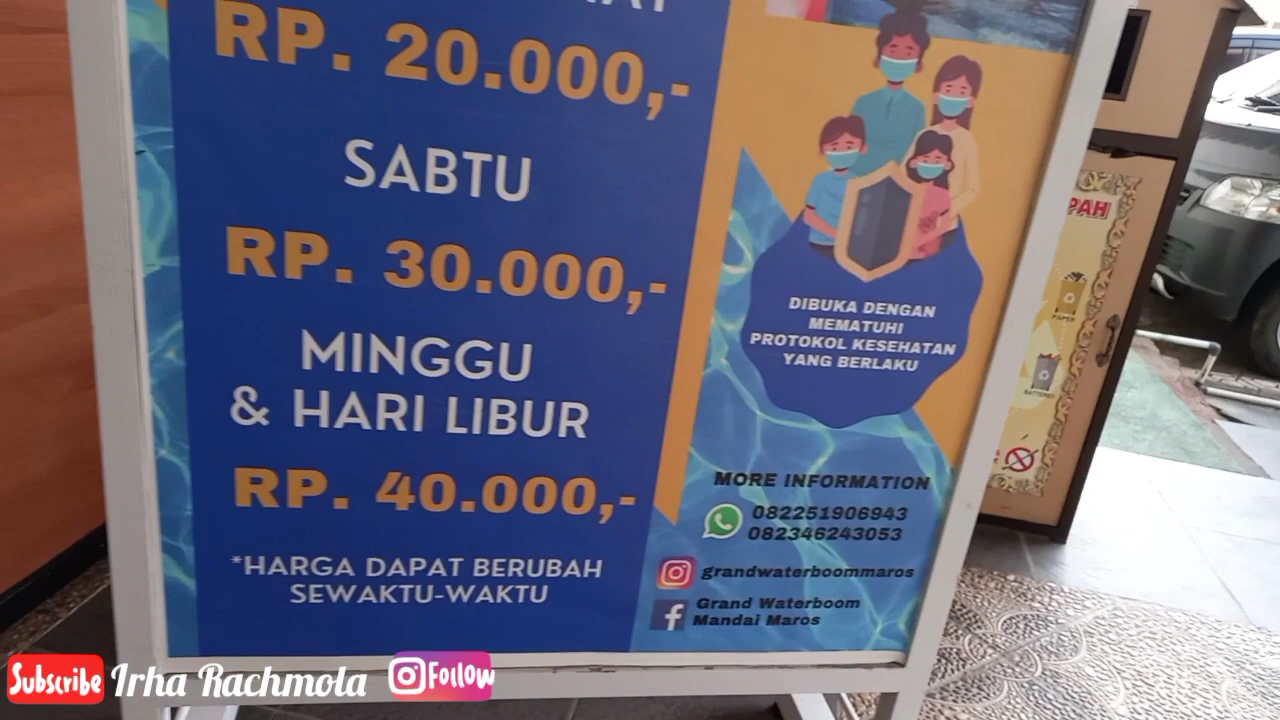 RP. 20.000,-
SABTU
RP. 30.000,-
MINGGU
& HARI LIBUR
RP. 40.000,-
*HARGA DAPAT BERUBAH
SEWAKTU-WAKTU
DIBUKA DENGAN
MEMATUHI
PROTOKOL KESEHATAN
YANG BERLAKU
MORE INFORMATION
082251906943
082346243053
grandwaterboommaros
Grand Waterboom
Mandai Maros
PAPER
BATTERIES
Subscribe Irha Rachmola Follow